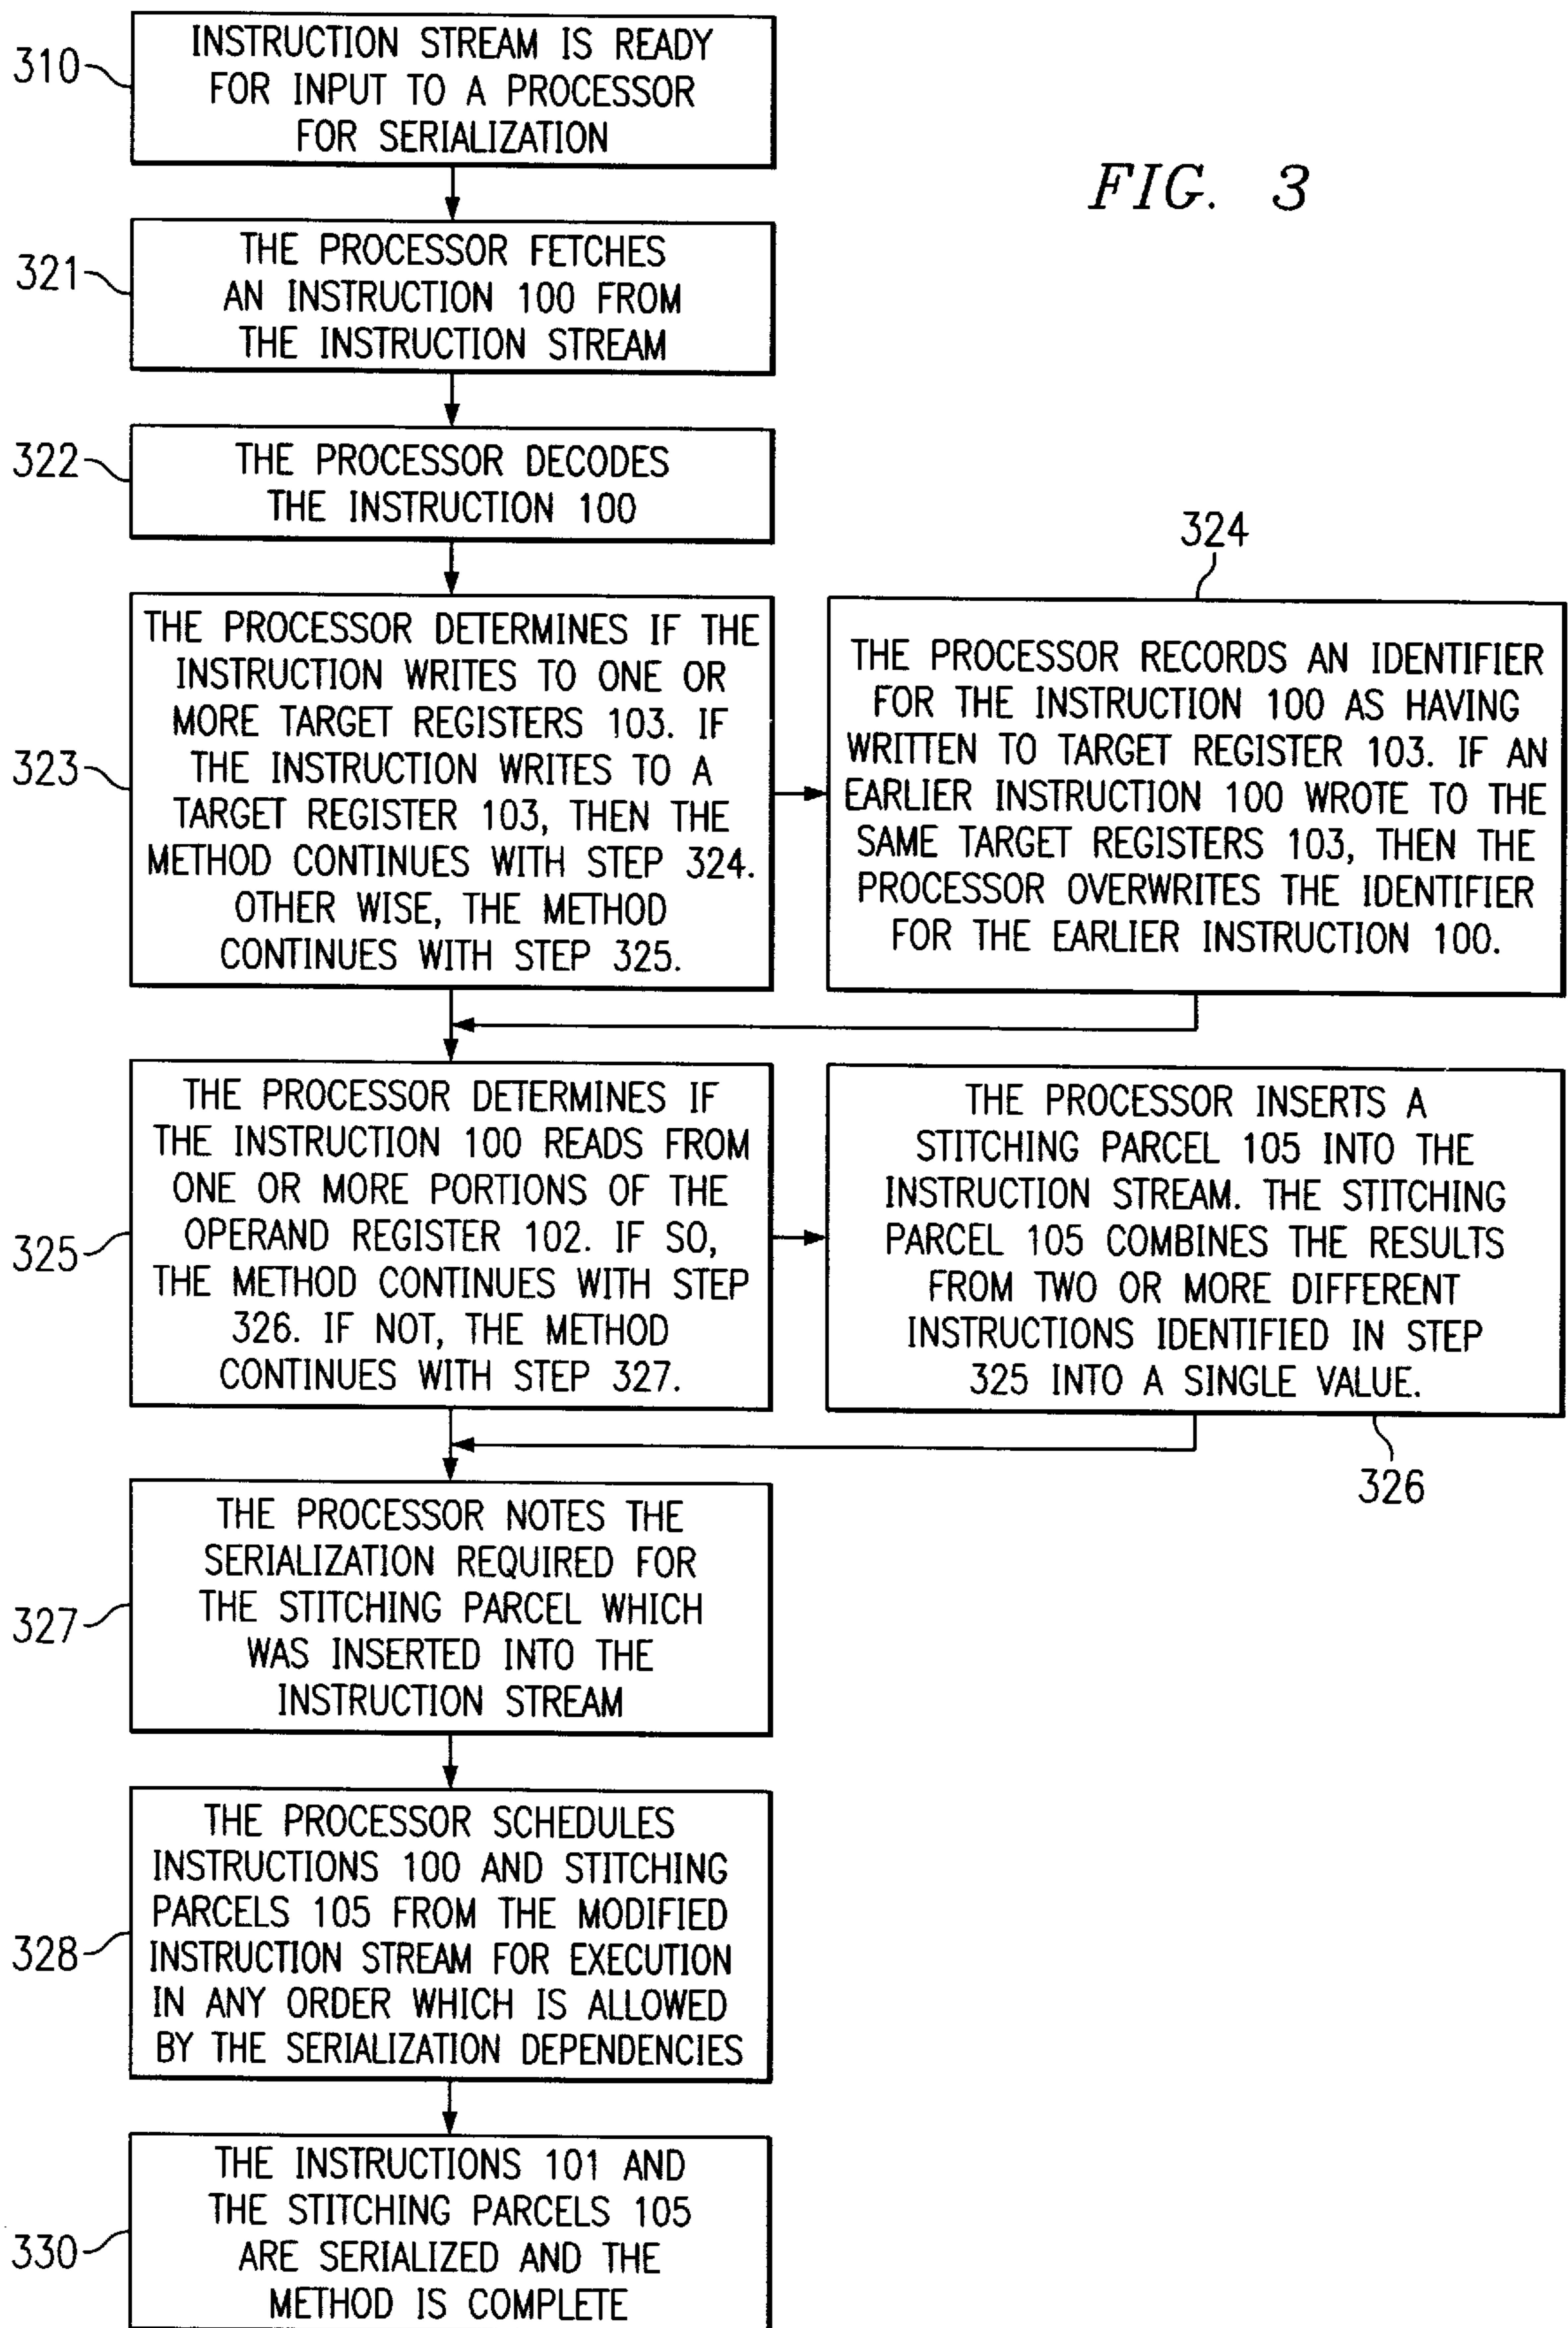 310
INSTRUCTION STREAM IS READY
FOR INPUT TO A PROCESSOR
FOR SERIALIZATION
FIG. 3
321
THE PROCESSOR FETCHES
AN INSTRUCTION 100 FROM
THE INSTRUCTION STREAM
322
THE PROCESSOR DECODES
THE INSTRUCTION 100
323
THE PROCESSOR DETERMINES IF THE
INSTRUCTION WRITES TO ONE OR
MORE TARGET REGISTERS 103. IF
THE INSTRUCTION WRITES TO A
TARGET REGISTER 103, THEN THE
METHOD CONTINUES WITH STEP 324.
OTHER WISE, THE METHOD
CONTINUES WITH STEP 325.
324
THE PROCESSOR RECORDS AN IDENTIFIER
FOR THE INSTRUCTION 100 AS HAVING
WRITTEN TO TARGET REGISTER 103. IF AN
EARLIER INSTRUCTION 100 WROTE TO THE
SAME TARGET REGISTERS 103, THEN THE
PROCESSOR OVERWRITES THE IDENTIFIER
FOR THE EARLIER INSTRUCTION 100.
325
THE PROCESSOR DETERMINES IF
THE INSTRUCTION 100 READS FROM
ONE OR MORE PORTIONS OF THE
OPERAND REGISTER 102. IF SO,
THE METHOD CONTINUES WITH STEP
326. IF NOT, THE METHOD
CONTINUES WITH STEP 327.
THE PROCESSOR INSERTS A
STITCHING PARCEL 105 INTO THE
INSTRUCTION STREAM. THE STITCHING
PARCEL 105 COMBINES THE RESULTS
FROM TWO OR MORE DIFFERENT
INSTRUCTIONS IDENTIFIED IN STEP
325 INTO A SINGLE VALUE.
326
327
THE PROCESSOR NOTES THE
SERIALIZATION REQUIRED FOR
THE STITCHING PARCEL WHICH
WAS INSERTED INTO THE
INSTRUCTION STREAM
328
THE PROCESSOR SCHEDULES
INSTRUCTIONS 100 AND STITCHING
PARCELS 105 FROM THE MODIFIED
INSTRUCTION STREAM FOR EXECUTION
IN ANY ORDER WHICH IS ALLOWED
BY THE SERIALIZATION DEPENDENCIES
330
THE INSTRUCTIONS 101 AND
THE STITCHING PARCELS 105
ARE SERIALIZED AND THE
METHOD IS COMPLETE